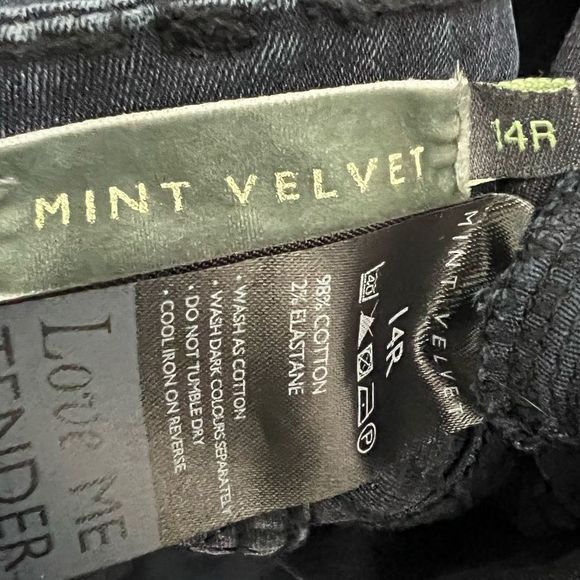 MINT VELVET
14R
MINT VELVET
14R
40
P
98% COTTON
2% ELASTANE
• WASH AS COTTON
• WASH DARK COLOURS SEPARATELY
• DO NOT TUMBLE DRY
• COOL IRON ON REVERSE
Love ME
TENDER